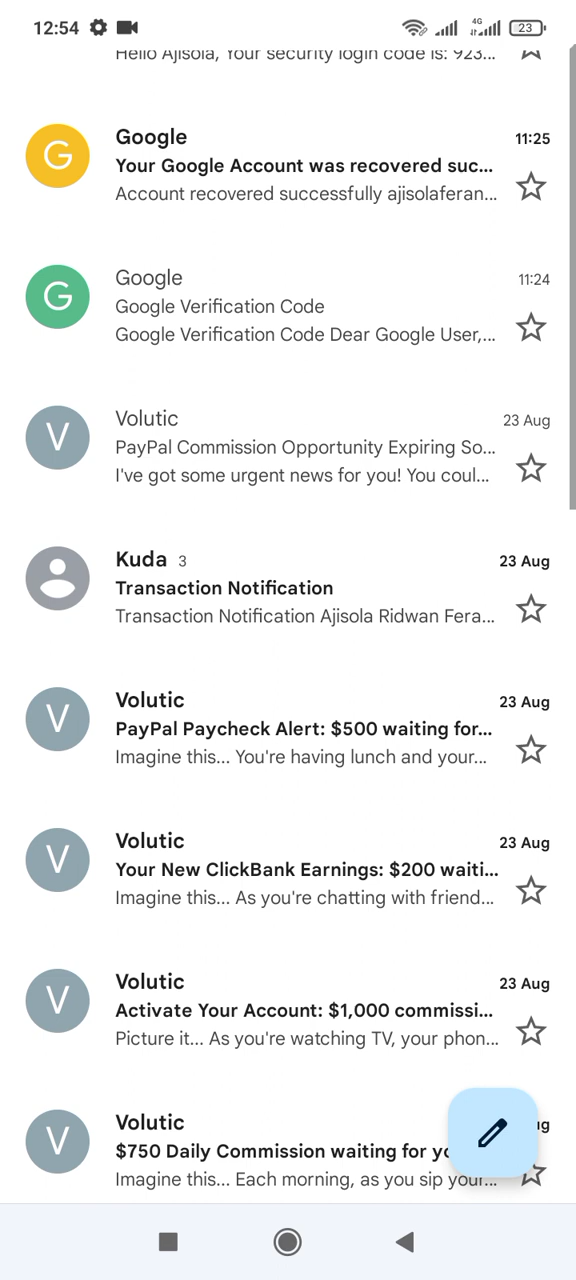 12:54
4G
23
Hello Ajisola, Your security login code is: 923...
G
Google
11:25
Your Google Account was recovered suc...
Account recovered successfully ajisolaferan...
G
Google
11:24
Google Verification Code
Google Verification Code Dear Google User,...
V
Volutic
23 Aug
PayPal Commission Opportunity Expiring So...
I've got some urgent news for you! You coul...
Kuda 3
23 Aug
Transaction Notification
Transaction Notification Ajisola Ridwan Fera...
V
Volutic
23 Aug
PayPal Paycheck Alert: $500 waiting for...
Imagine this... You're having lunch and your...
V
Volutic
23 Aug
Your New ClickBank Earnings: $200 waiti...
Imagine this... As you're chatting with friend...
V
Volutic
23 Aug
Activate Your Account: $1,000 commissi...
Picture it... As you're watching TV, your phon...
V
Volutic
$750 Daily Commission waiting for
Imagine this... Each morning, as you sip your...